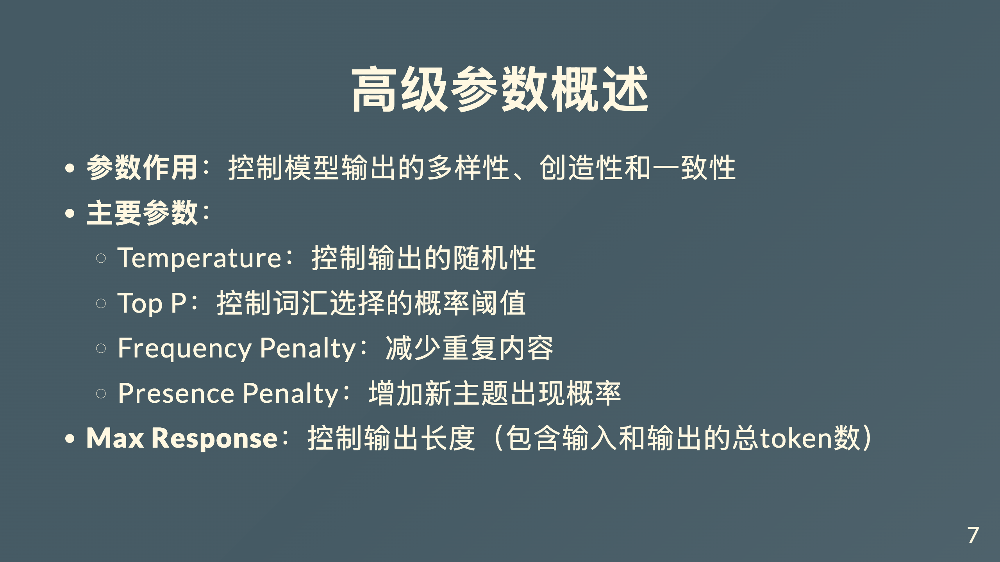 高级参数概述
参数作用：控制模型输出的多样性、创造性和一致性
主要参数：
Temperature：控制输出的随机性
Top P：控制词汇选择的概率阈值
Frequency Penalty：减少重复内容
Presence Penalty：增加新主题出现概率
Max Response：控制输出长度（包含输入和输出的总token数）
7